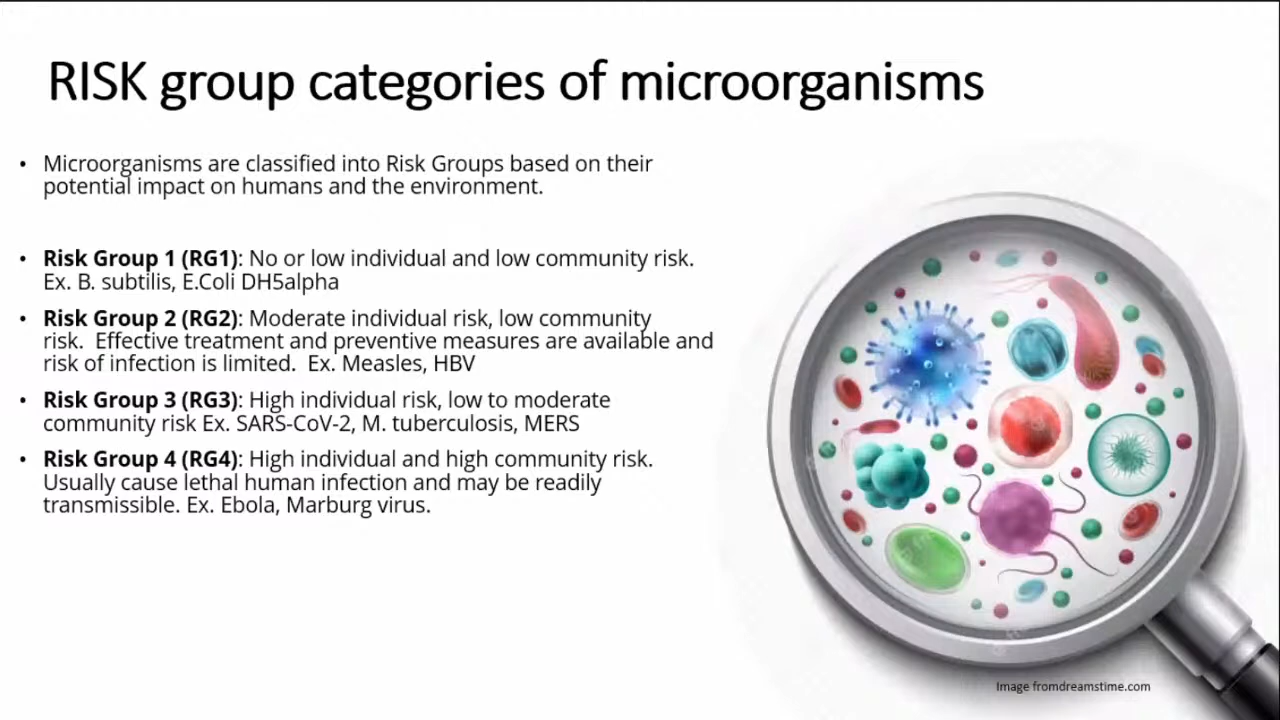 RISK group categories of microorganisms
• Microorganisms are classified into Risk Groups based on their
potential impact on humans and the environment.
• Risk Group 1 (RG1): No or low individual and low community risk.
Ex. B. subtilis, E.Coli DH5alpha
• Risk Group 2 (RG2): Moderate individual risk, low community
risk.  Effective treatment and preventive measures are available and
risk of infection is limited.  Ex. Measles, HBV
• Risk Group 3 (RG3): High individual risk, low to moderate
community risk Ex. SARS-CoV-2, M. tuberculosis, MERS
• Risk Group 4 (RG4): High individual and high community risk.
Usually cause lethal human infection and may be readily
transmissible. Ex. Ebola, Marburg virus.
Image fromdreamstime.com